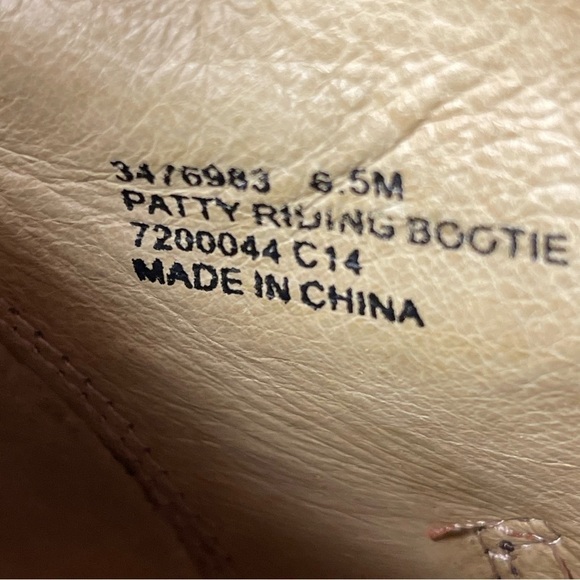 3476983 6.5M
PATTY RIDING BOOTIE
7200044 C14
MADE IN CHINA